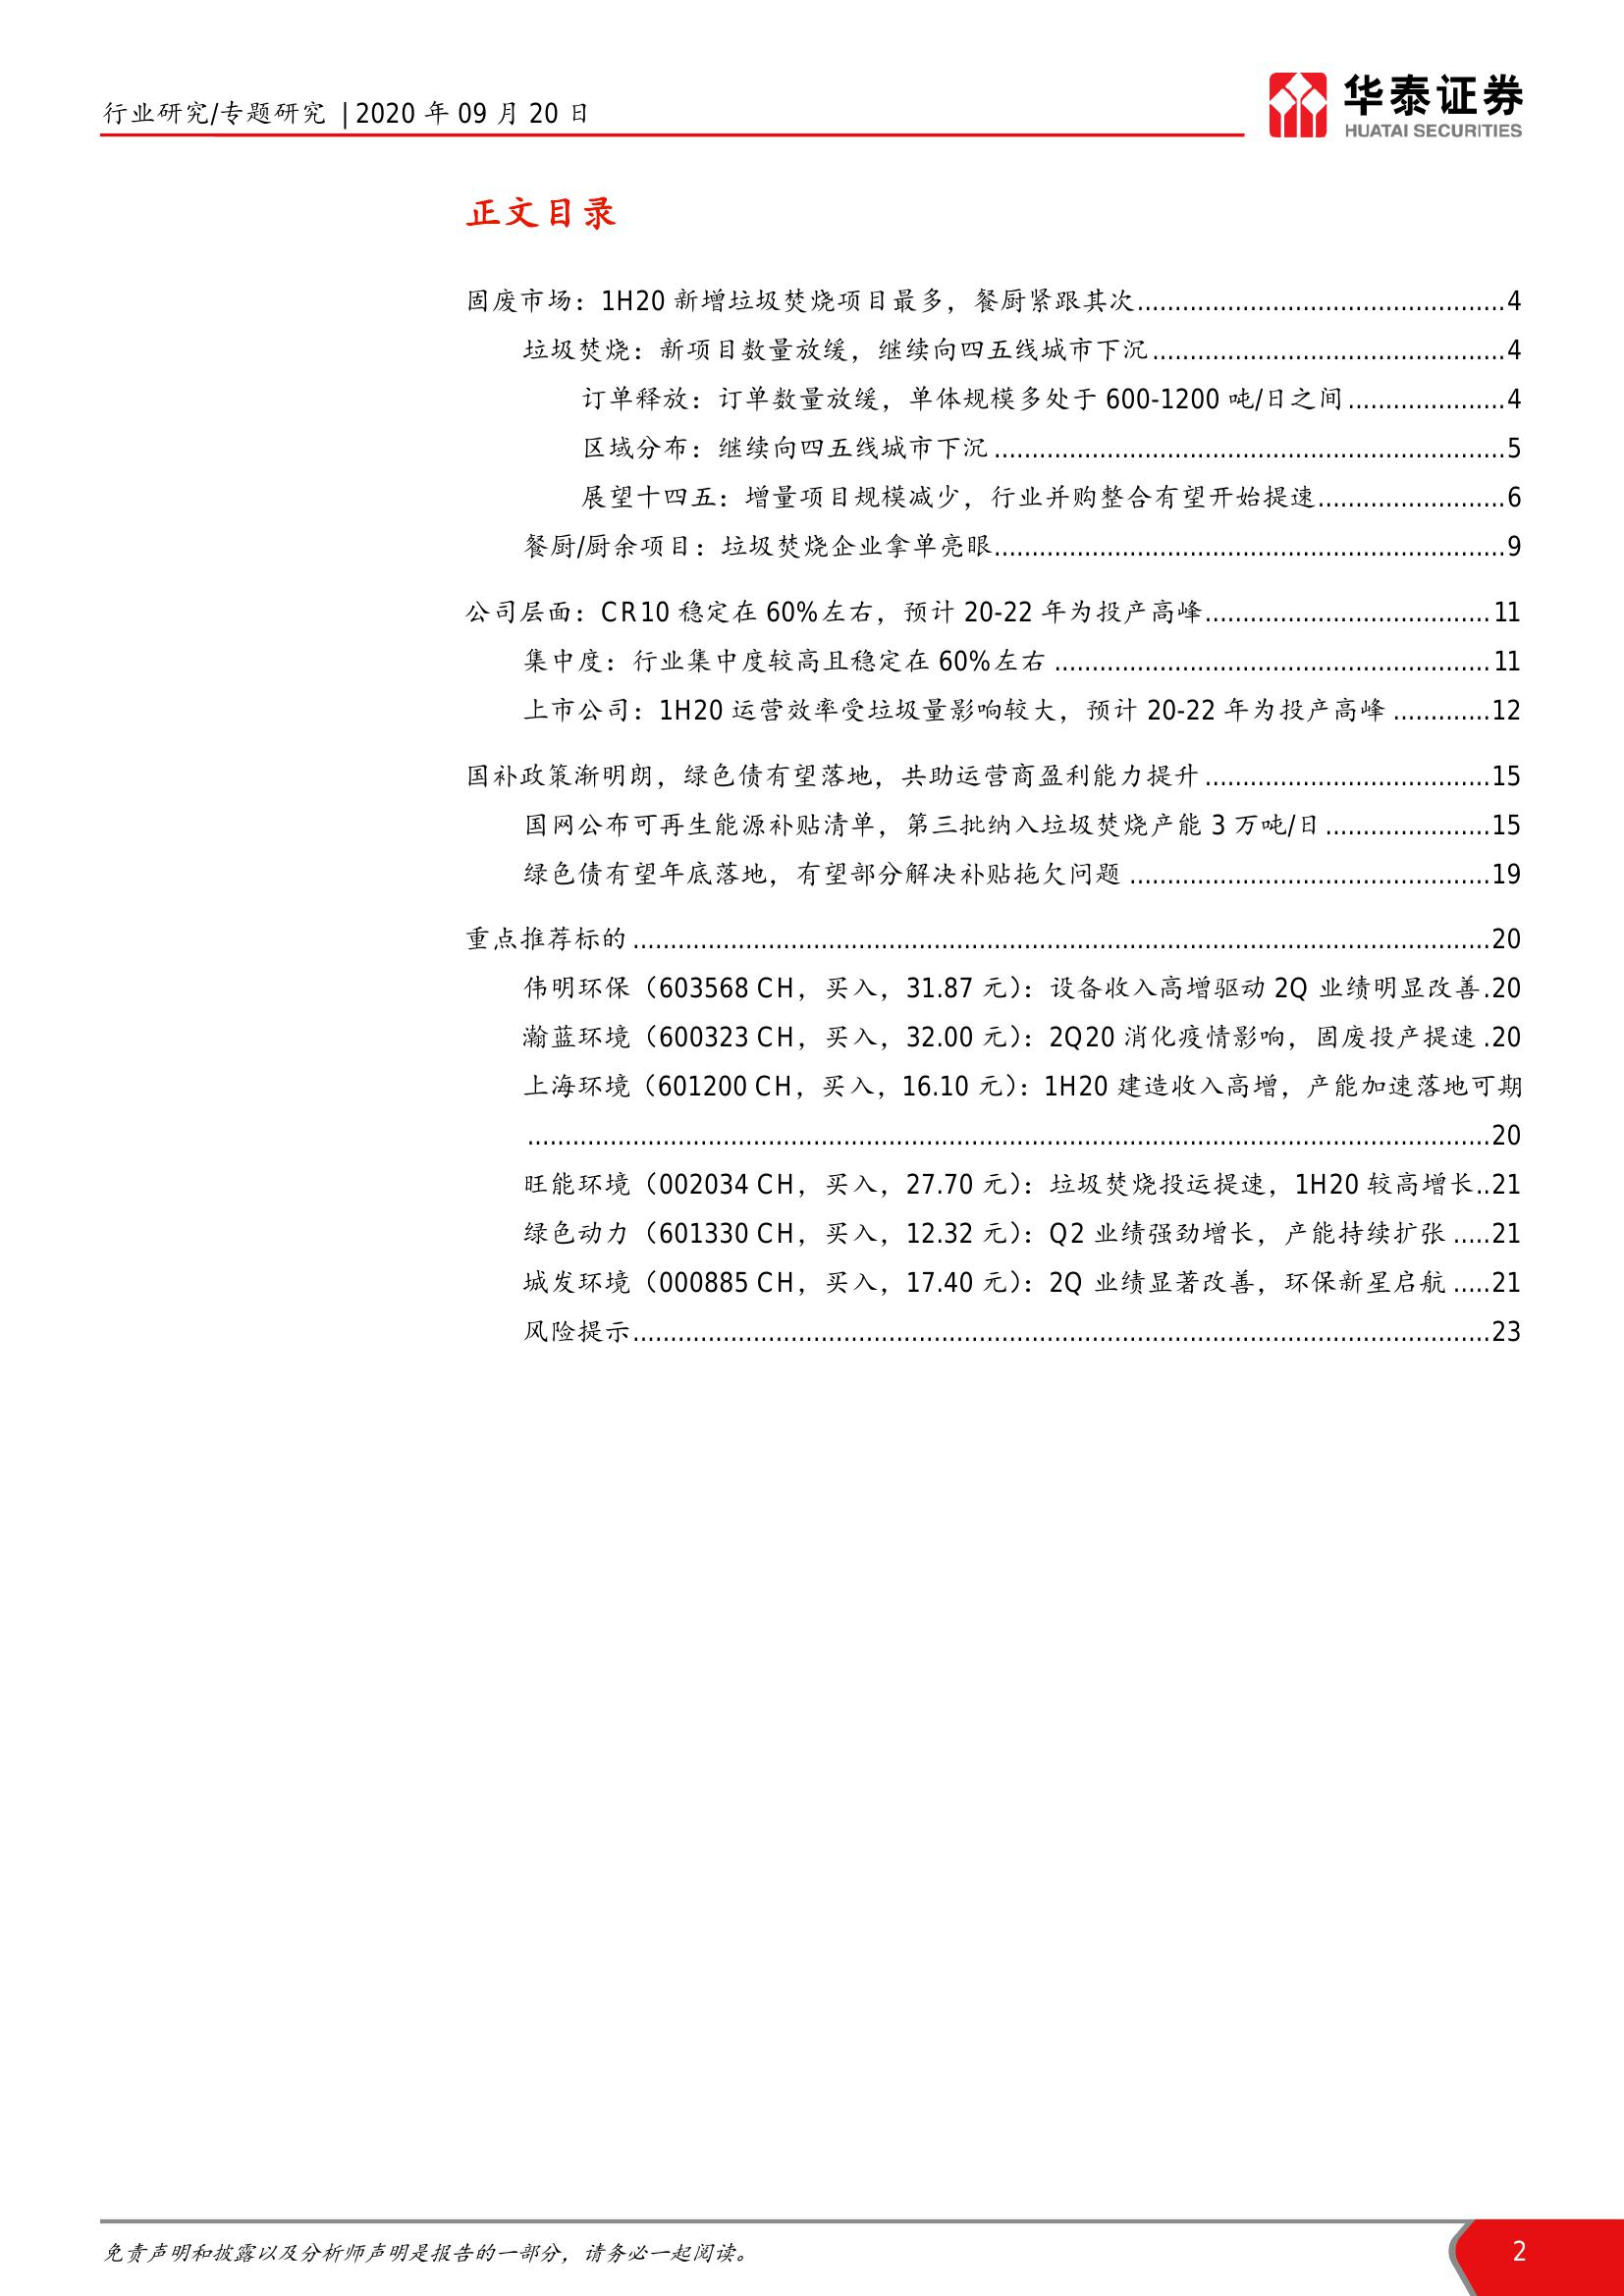 行业研究/专题研究 | 2020 年 09 月 20 日
华泰证券
HUATAI SECURITIES
正文目录
固废市场：1H20 新增垃圾焚烧项目最多，餐厨紧跟其次................................................4
垃圾焚烧：新项目数量放缓，继续向四五线城市下沉...............................................4
订单释放：订单数量放缓，单体规模多处于 600-1200 吨/日之间.....................4
区域分布：继续向四五线城市下沉....................................................................5
展望十四五：增量项目规模减少，行业并购整合有望开始提速.........................6
餐厨/厨余项目：垃圾焚烧企业拿单亮眼....................................................................9
公司层面：CR10 稳定在 60%左右，预计 20-22 年为投产高峰......................................11
集中度：行业集中度较高且稳定在 60%左右 ..........................................................11
上市公司：1H20 运营效率受垃圾量影响较大，预计 20-22 年为投产高峰 .............12
国补政策渐明朗，绿色债有望落地，共助运营商盈利能力提升......................................15
国网公布可再生能源补贴清单，第三批纳入垃圾焚烧产能 3 万吨/日......................15
绿色债有望年底落地，有望部分解决补贴拖欠问题 ................................................19
重点推荐标的..................................................................................................................20
伟明环保（603568 CH，买入，31.87 元）：设备收入高增驱动 2Q 业绩明显改善.20
瀚蓝环境（600323 CH，买入，32.00 元）：2Q20 消化疫情影响，固废投产提速 .20
上海环境（601200 CH，买入，16.10 元）：1H20 建造收入高增，产能加速落地可期
................................................................................................................................20
旺能环境（002034 CH，买入，27.70 元）：垃圾焚烧投运提速，1H20 较高增长..21
绿色动力（601330 CH，买入，12.32 元）：Q2 业绩强劲增长，产能持续扩张 .....21
城发环境（000885 CH，买入，17.40 元）：2Q 业绩显著改善，环保新星启航 .....21
风险提示..................................................................................................................23
免责声明和披露以及分析师声明是报告的一部分，请务必一起阅读。
2